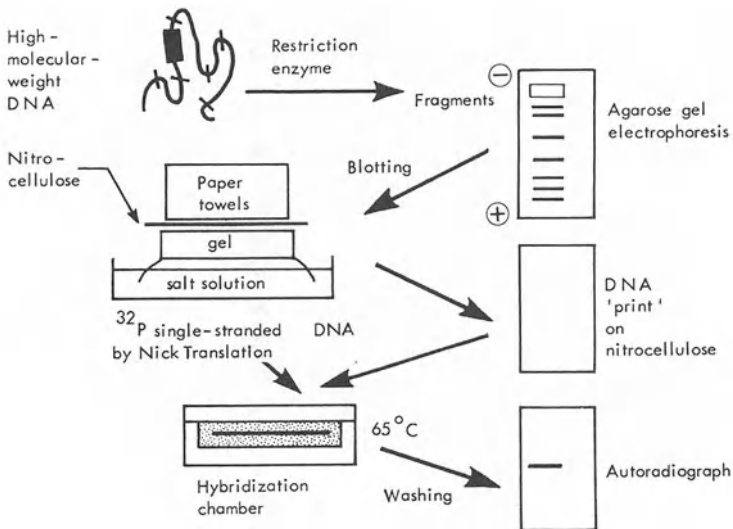 High-
molecular-
weight
DNA
Restriction
enzyme
Fragments
−
+
Agarose gel
electrophoresis
Nitro-
cellulose
Paper
towels
gel
salt solution
Blotting
DNA
'print'
on
nitrocellulose
32P single-stranded DNA
by Nick Translation
65°C
Hybridization
chamber
Washing
Autoradiograph